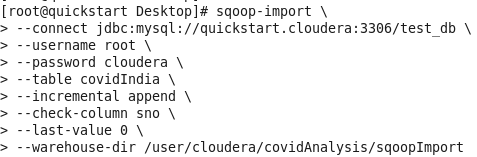 [root@quickstart Desktop]# sqoop-import \
> --connect jdbc:mysql://quickstart.cloudera:3306/test_db \
> --username root \
> --password cloudera \
> --table covidIndia \
> --incremental append \
> --check-column sno \
> --last-value 0 \
> --warehouse-dir /user/cloudera/covidAnalysis/sqoopImport